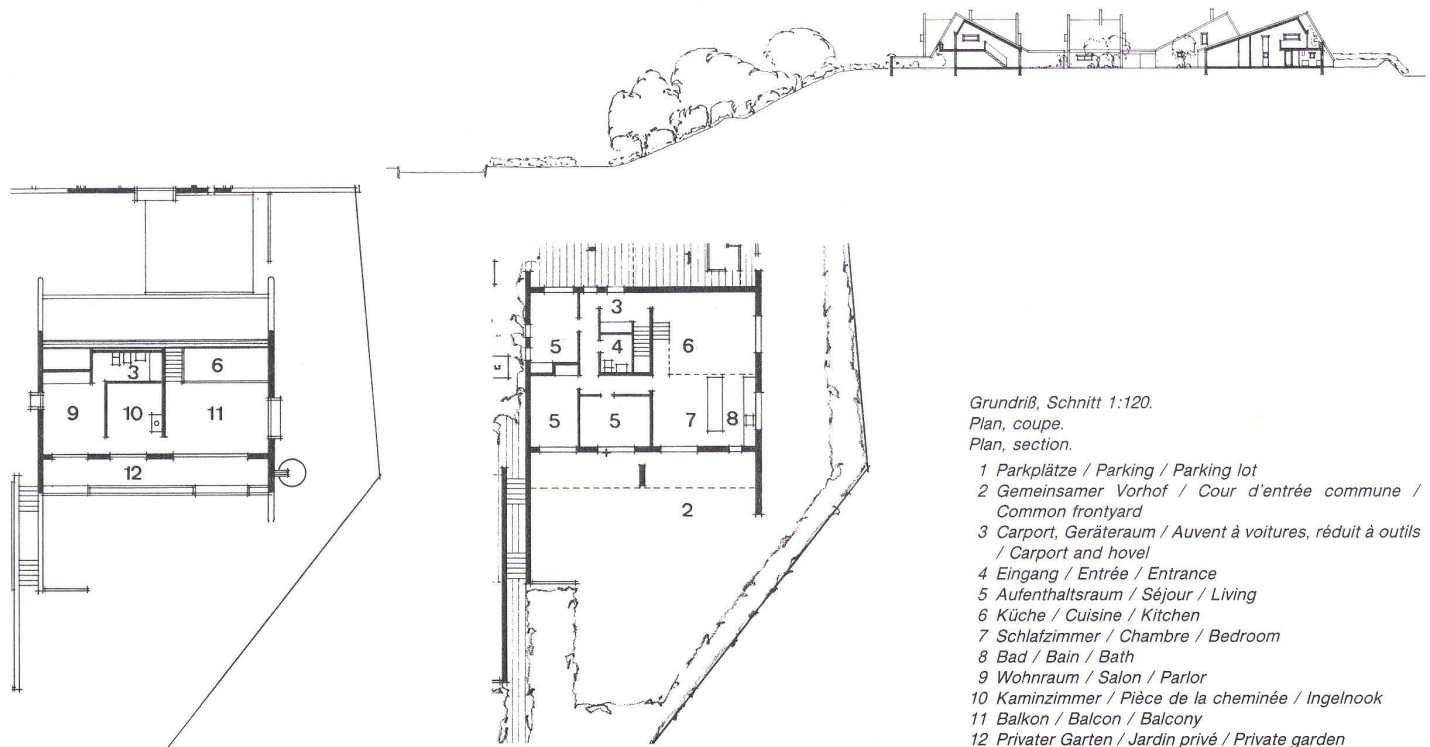 3
6
9
10
11
12
1
3
5
4
6
5
5
7
8
2
Grundriß, Schnitt 1:120.
Plan, coupe.
Plan, section.
1 Parkplätze / Parking / Parking lot
2 Gemeinsamer Vorhof / Cour d'entrée commune /
Common frontyard
3 Carport, Geräteraum / Auvent à voitures, réduit à outils
/ Carport and hovel
4 Eingang / Entrée / Entrance
5 Aufenthaltsraum / Séjour / Living
6 Küche / Cuisine / Kitchen
7 Schlafzimmer / Chambre / Bedroom
8 Bad / Bain / Bath
9 Wohnraum / Salon / Parlor
10 Kaminzimmer / Pièce de la cheminée / Ingelnook
11 Balkon / Balcon / Balcony
12 Privater Garten / Jardin privé / Private garden